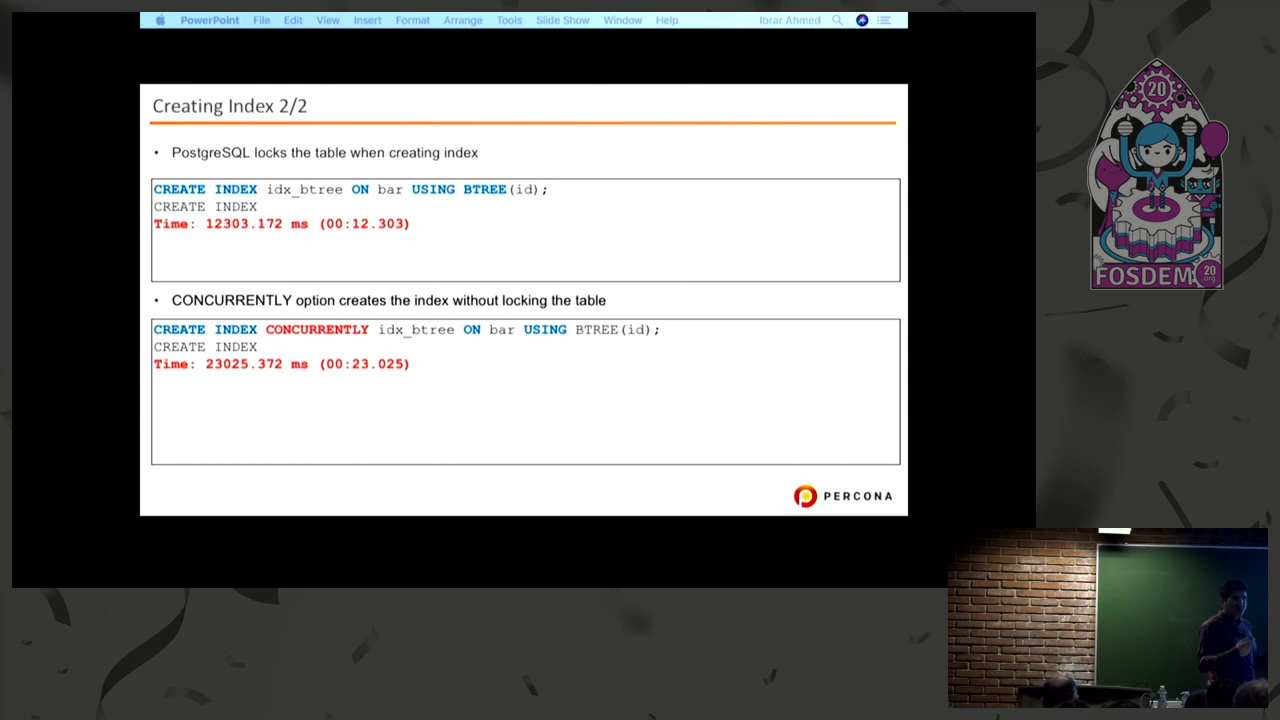 PowerPoint File Edit View Insert Format Arrange Tools Slide Show Window Help Ibrar Ahmed
Creating Index 2/2
• PostgreSQL locks the table when creating index
CREATE INDEX idx_btree ON bar USING BTREE(id);
CREATE INDEX
Time: 12303.172 ms (00:12.303)
• CONCURRENTLY option creates the index without locking the table
CREATE INDEX CONCURRENTLY idx_btree ON bar USING BTREE(id);
CREATE INDEX
Time: 23025.372 ms (00:23.025)
PERCONA
20
FOSDEM
20
.org